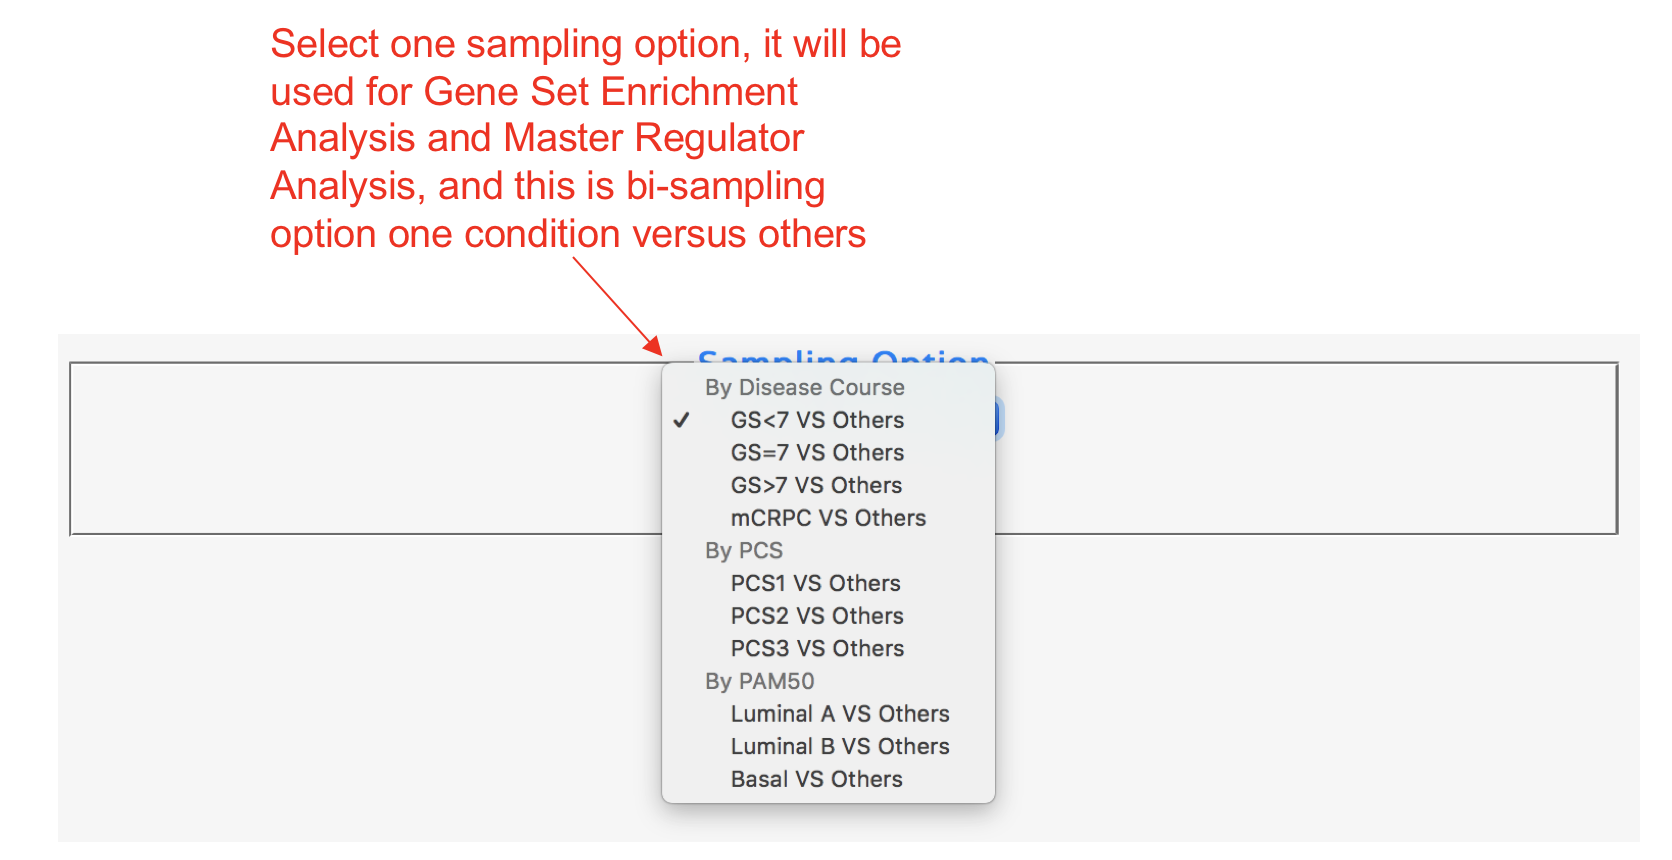 Select one sampling option, it will be
used for Gene Set Enrichment
Analysis and Master Regulator
Analysis, and this is bi-sampling
option one condition versus others
Sampling Option
By Disease Course
✓ GS<7 VS Others
GS=7 VS Others
GS>7 VS Others
mCRPC VS Others
By PCS
PCS1 VS Others
PCS2 VS Others
PCS3 VS Others
By PAM50
Luminal A VS Others
Luminal B VS Others
Basal VS Others